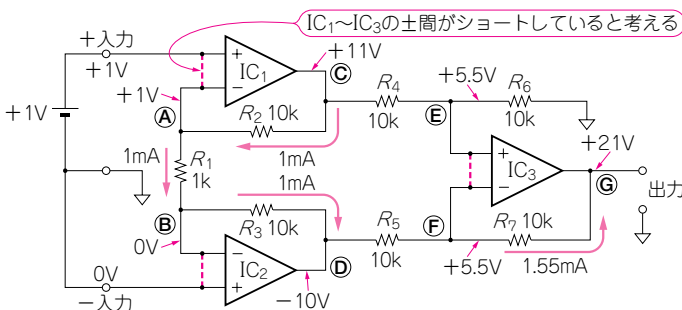 IC₁〜IC₃の±間がショートしていると考える
＋入力
＋1V
＋1V
＋
−
IC₁
＋11V
Ⓒ
R₄
10k
＋5.5V
R₆
10k
Ⓔ
＋1V
Ⓐ
R₂ 10k
1mA
1mA
R₁
1k
1mA
＋
−
IC₃
＋21V
Ⓖ
出力
Ⓑ
R₃ 10k
0V
−
＋
IC₂
Ⓓ
−10V
R₅
10k
Ⓕ
R₇ 10k
＋5.5V
1.55mA
0V
−入力